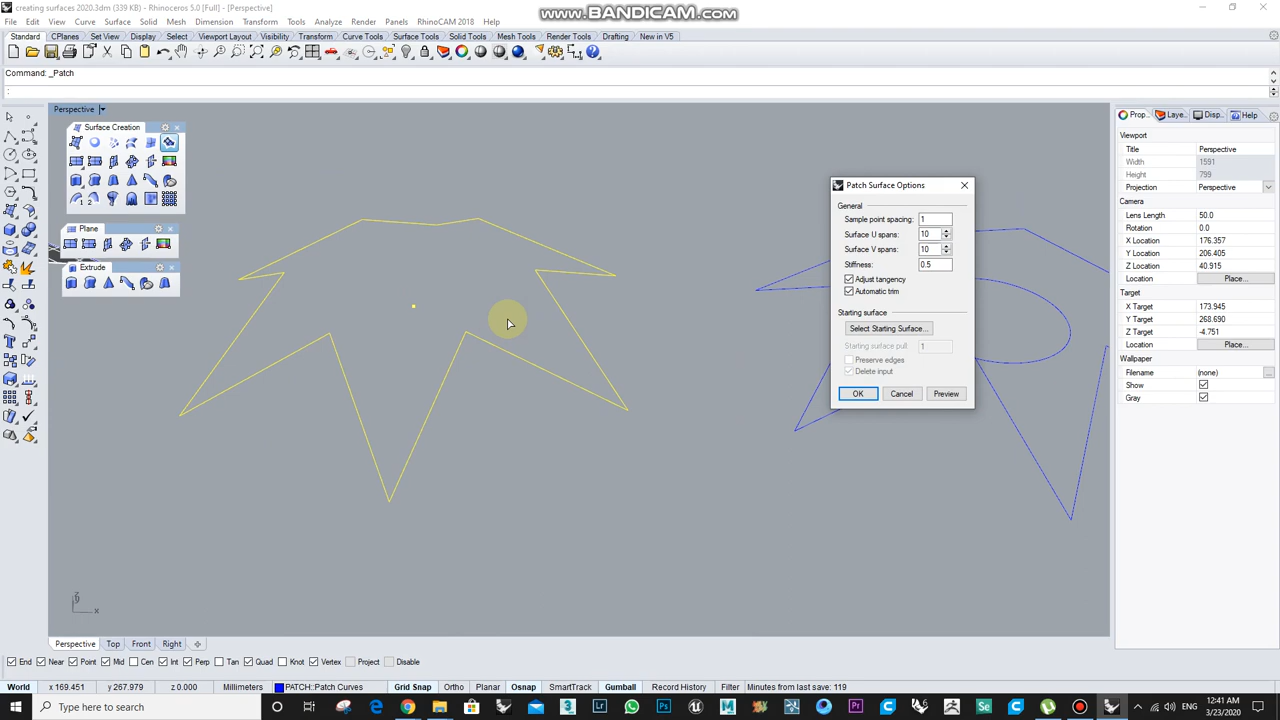 creating surfaces 2020.3dm (339 KB) - Rhinoceros 5.0 [Full] - [Perspective]
www.BANDICAM.com
File Edit View Curve Surface Solid Mesh Dimension Transform Tools Analyze Render Panels RhinoCAM 2018 Help
Standard CPlanes Set View Display Select Viewport Layout Visibility Transform Curve Tools Surface Tools Solid Tools Mesh Tools Render Tools Drafting New in V5
Command: _Patch
:
Perspective
Surface Creation
Plane
Extrude
Patch Surface Options
General
Sample point spacing: 1
Surface U spans: 10
Surface V spans: 10
Stiffness: 0.5
Adjust tangency
Automatic trim
Starting surface
Select Starting Surface...
Starting surface pull: 1
Preserve edges
Delete input
OK Cancel Preview
Prop... Laye... Disp... Help
Viewport
Title Perspective
Width 1591
Height 799
Projection Perspective
Camera
Lens Length 50.0
Rotation 0.0
X Location 176.357
Y Location 206.405
Z Location 40.915
Location Place...
Target
X Target 173.945
Y Target 268.690
Z Target -4.751
Location Place...
Wallpaper
Filename (none) ...
Show
Gray
x
Perspective Top Front Right
End Near Point Mid Cen Int Perp Tan Quad Knot Vertex Project Disable
World x 169.451 y 267.979 z 0.000 Millimeters PATCH::Patch Curves Grid Snap Ortho Planar Osnap SmartTrack Gumball Record History Filter Minutes from last save: 119
Type here to search
12:41 AM
3/23/2020